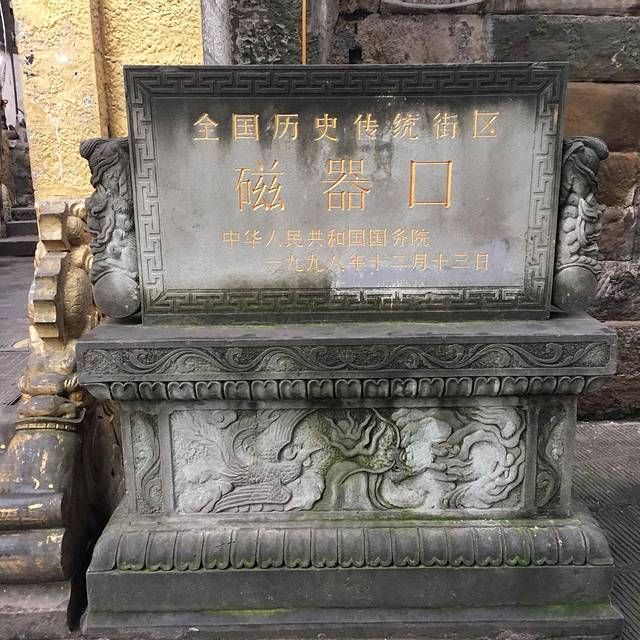 全国历史传统街区
磁器口
中华人民共和国国务院
一九九八年十二月十三日